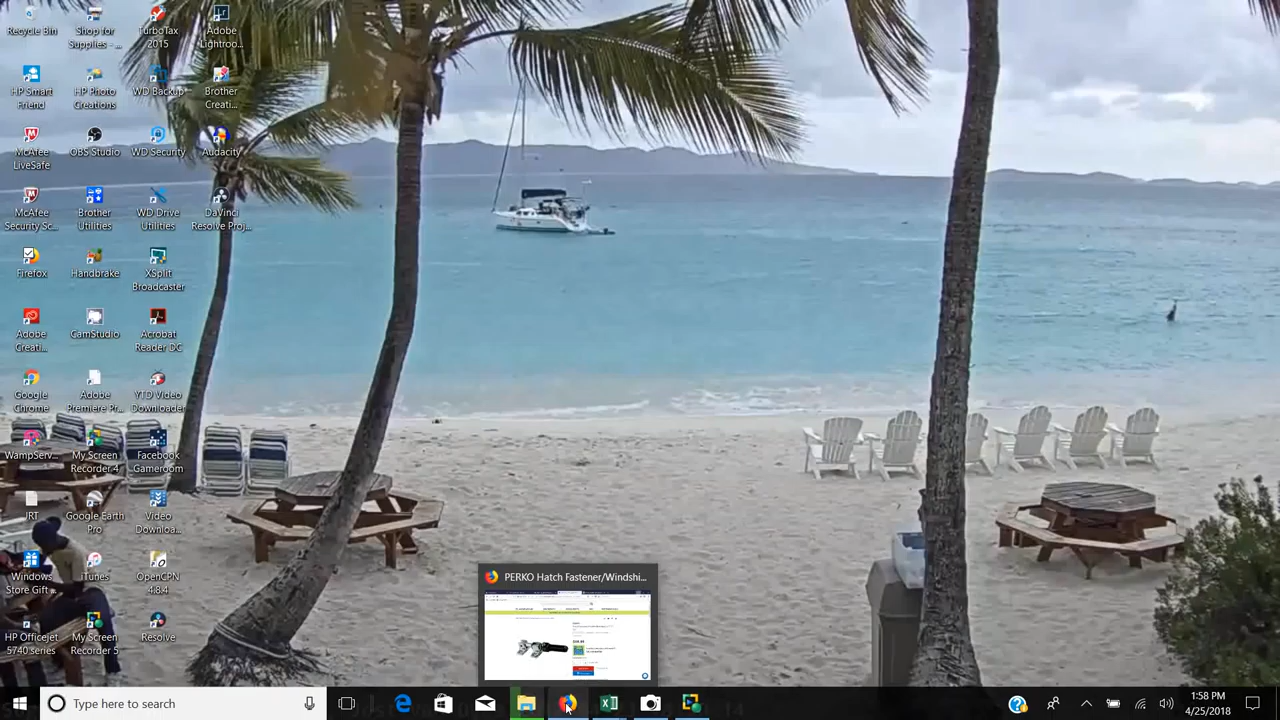 Recycle Bin
Shop for
Supplies - ...
TurboTax
2015
Adobe
Lightroo...
HP Smart
Friend
HP Photo
Creations
WD Backup
Brother
Creati...
McAfee
LiveSafe
OBS Studio
WD Security
Audacity
McAfee
Security Sc...
Brother
Utilities
WD Drive
Utilities
DaVinci
Resolve Proj...
Firefox
Handbrake
XSplit
Broadcaster
Adobe
Creati...
CamStudio
Acrobat
Reader DC
Google
Chrome
Adobe
Premiere Pr...
YTD Video
Downloader
WampServ...
My Screen
Recorder 4
Facebook
Gameroom
JRT
Google Earth
Pro
Video
Downloa...
Windows
Store Gift ...
iTunes
OpenCPN
4.8.4
HP Officejet
5740 series
My Screen
Recorder 5
Resolve
PERKO Hatch Fastener/Windshi...
Type here to search
1:58 PM
4/25/2018